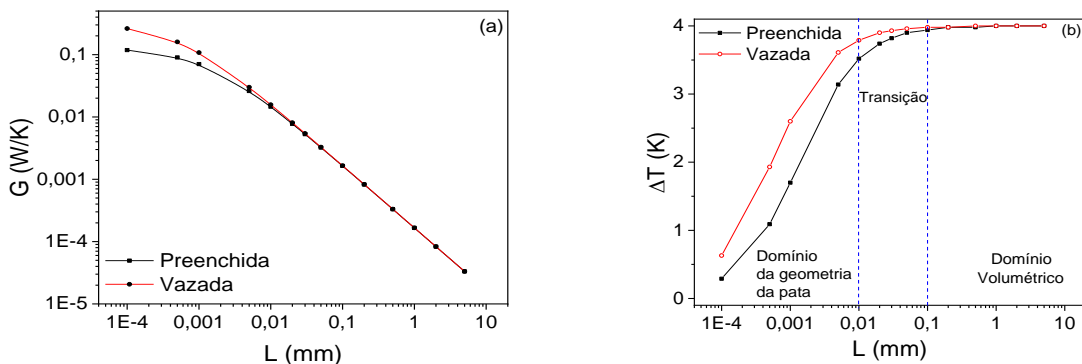 (a)
G (W/K)
0,1
0,01
0,001
1E-4
1E-5
Preenchida
Vazada
1E-4 0,001 0,01 0,1 1 10
L (mm)
(b)
ΔT (K)
4
3
2
1
0
Preenchida
Vazada
Transição
Domínio
da geometria
da pata
Domínio
Volumétrico
1E-4 0,001 0,01 0,1 1 10
L (mm)